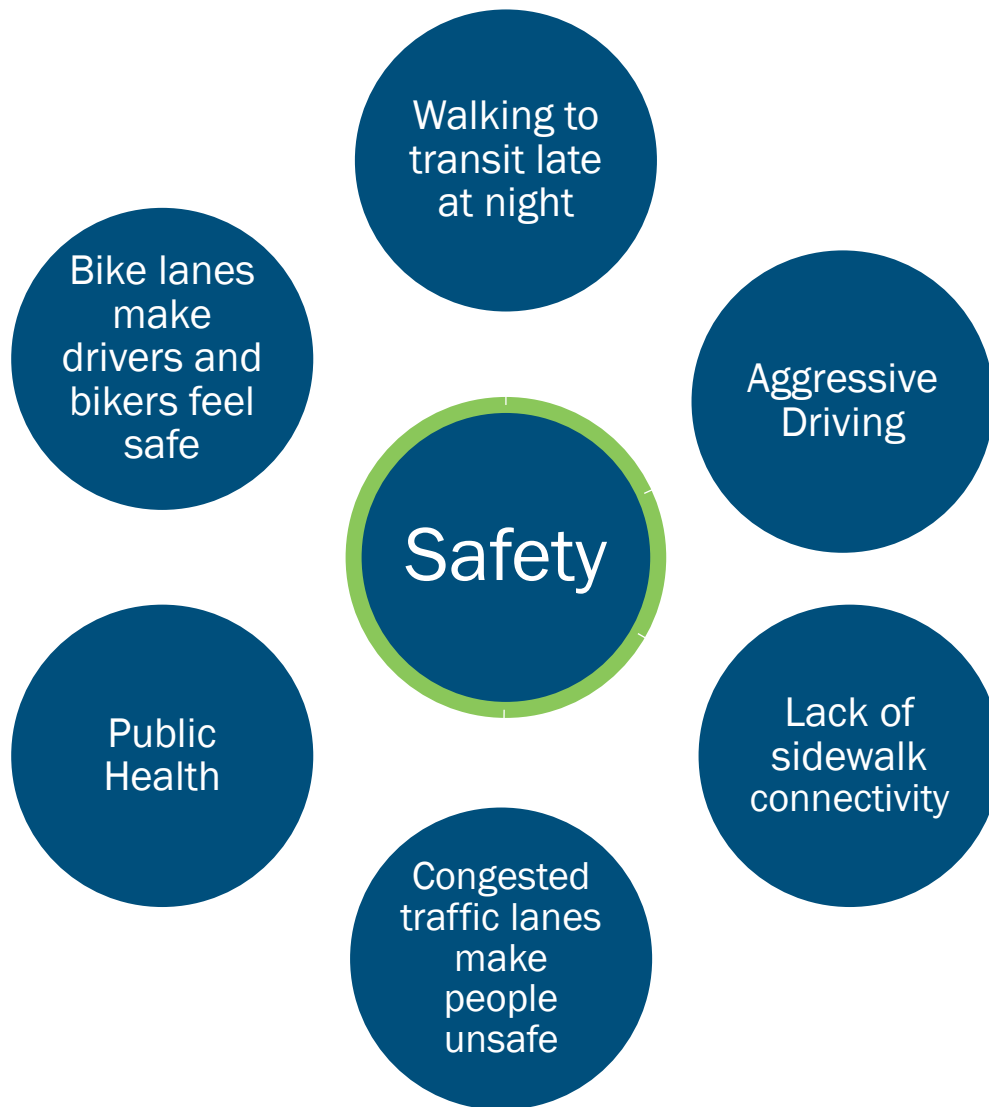 Walking to
transit late
at night
Bike lanes
make
drivers and
bikers feel
safe
Aggressive
Driving
Safety
Public
Health
Lack of
sidewalk
connectivity
Congested
traffic lanes
make
people
unsafe